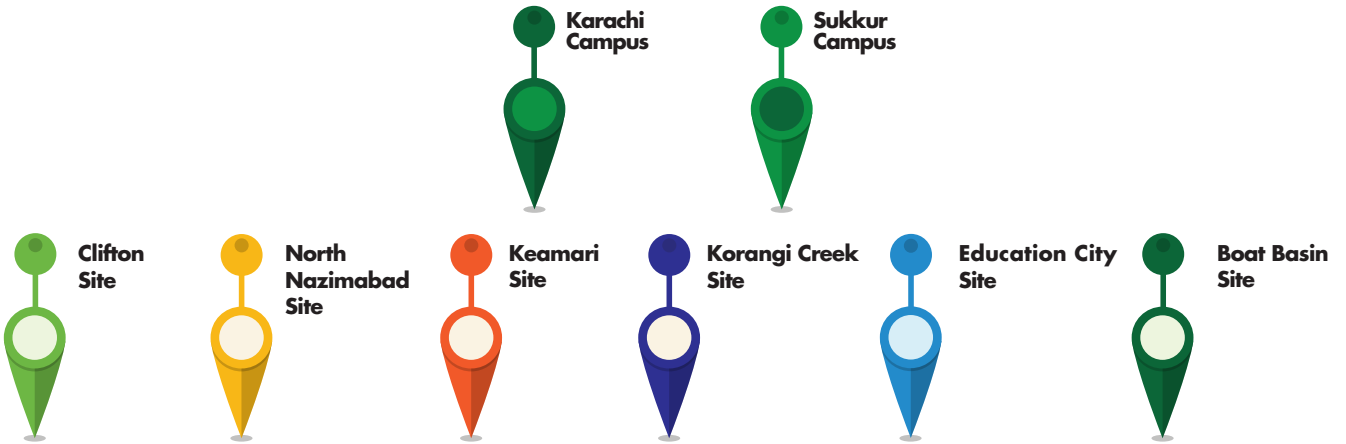 Karachi
Campus
Sukkur
Campus
Clifton
Site
North
Nazimabad
Site
Keamari
Site
Korangi Creek
Site
Education City
Site
Boat Basin
Site